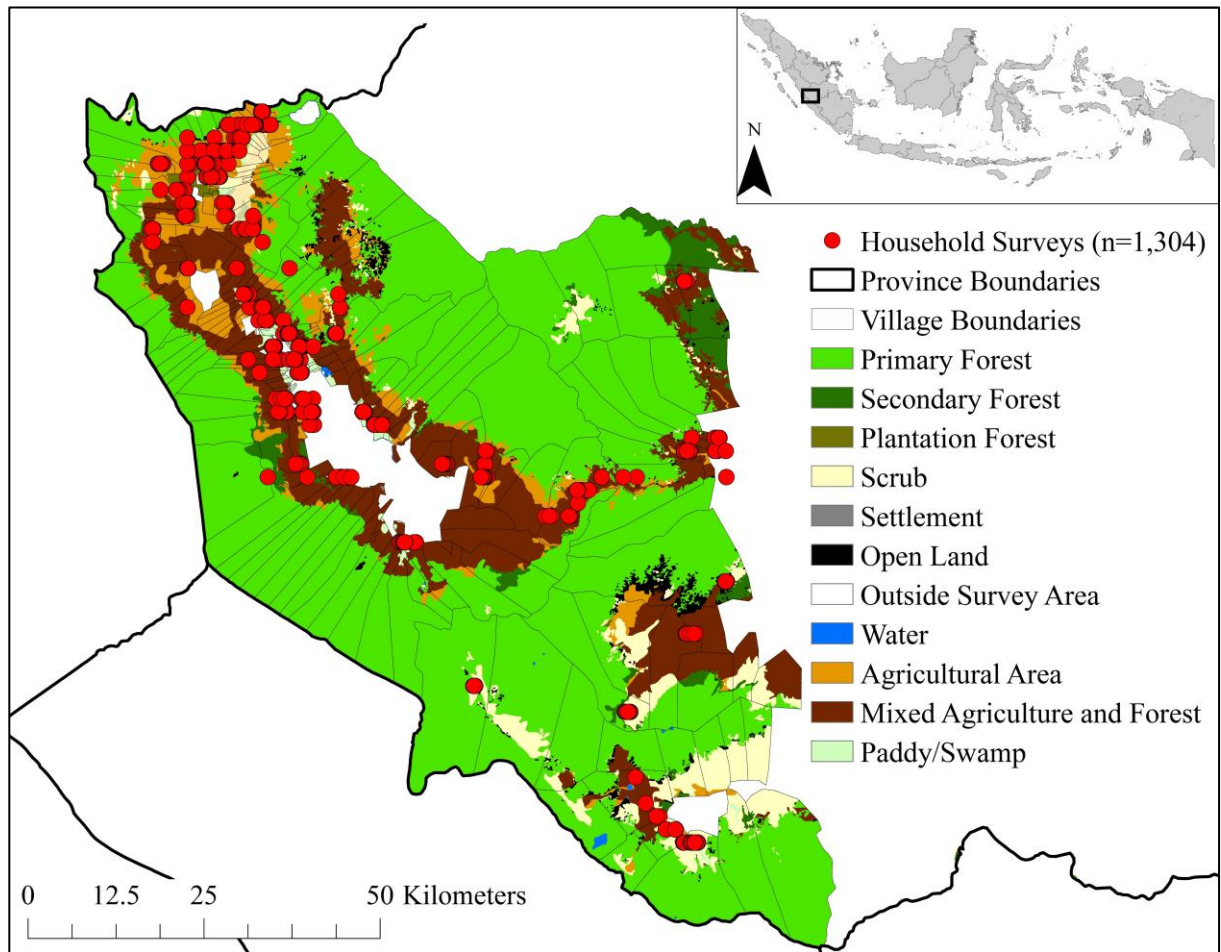 N
Household Surveys (n=1,304)
Province Boundaries
Village Boundaries
Primary Forest
Secondary Forest
Plantation Forest
Scrub
Settlement
Open Land
Outside Survey Area
Water
Agricultural Area
Mixed Agriculture and Forest
Paddy/Swamp
0 12.5 25 50 Kilometers